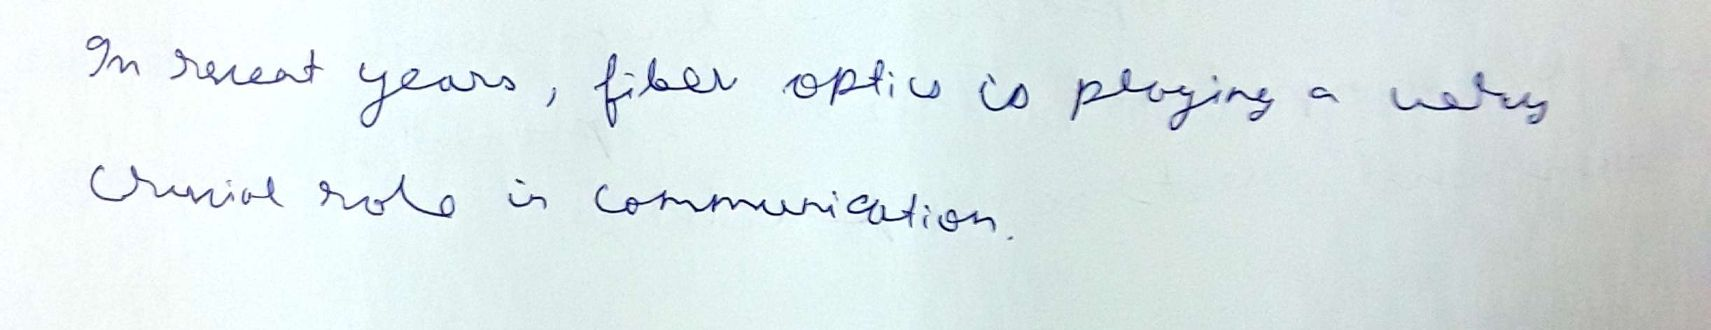 In recent years, fiber optics is playing a very
crucial role in communication.